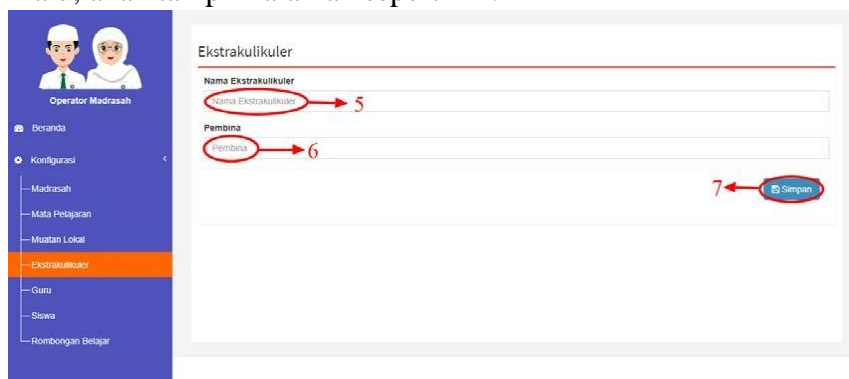 Ekstrakulikuler
Nama Ekstrakulikuler
Nama Ekstrakulikuler
5
Pembina
Pembina
6
7
Simpan
Operator Madrasah
Beranda
Konfigurasi
Madrasah
Mata Pelajaran
Muatan Lokal
Ekstrakulikuler
Guru
Siswa
Rombongan Belajar